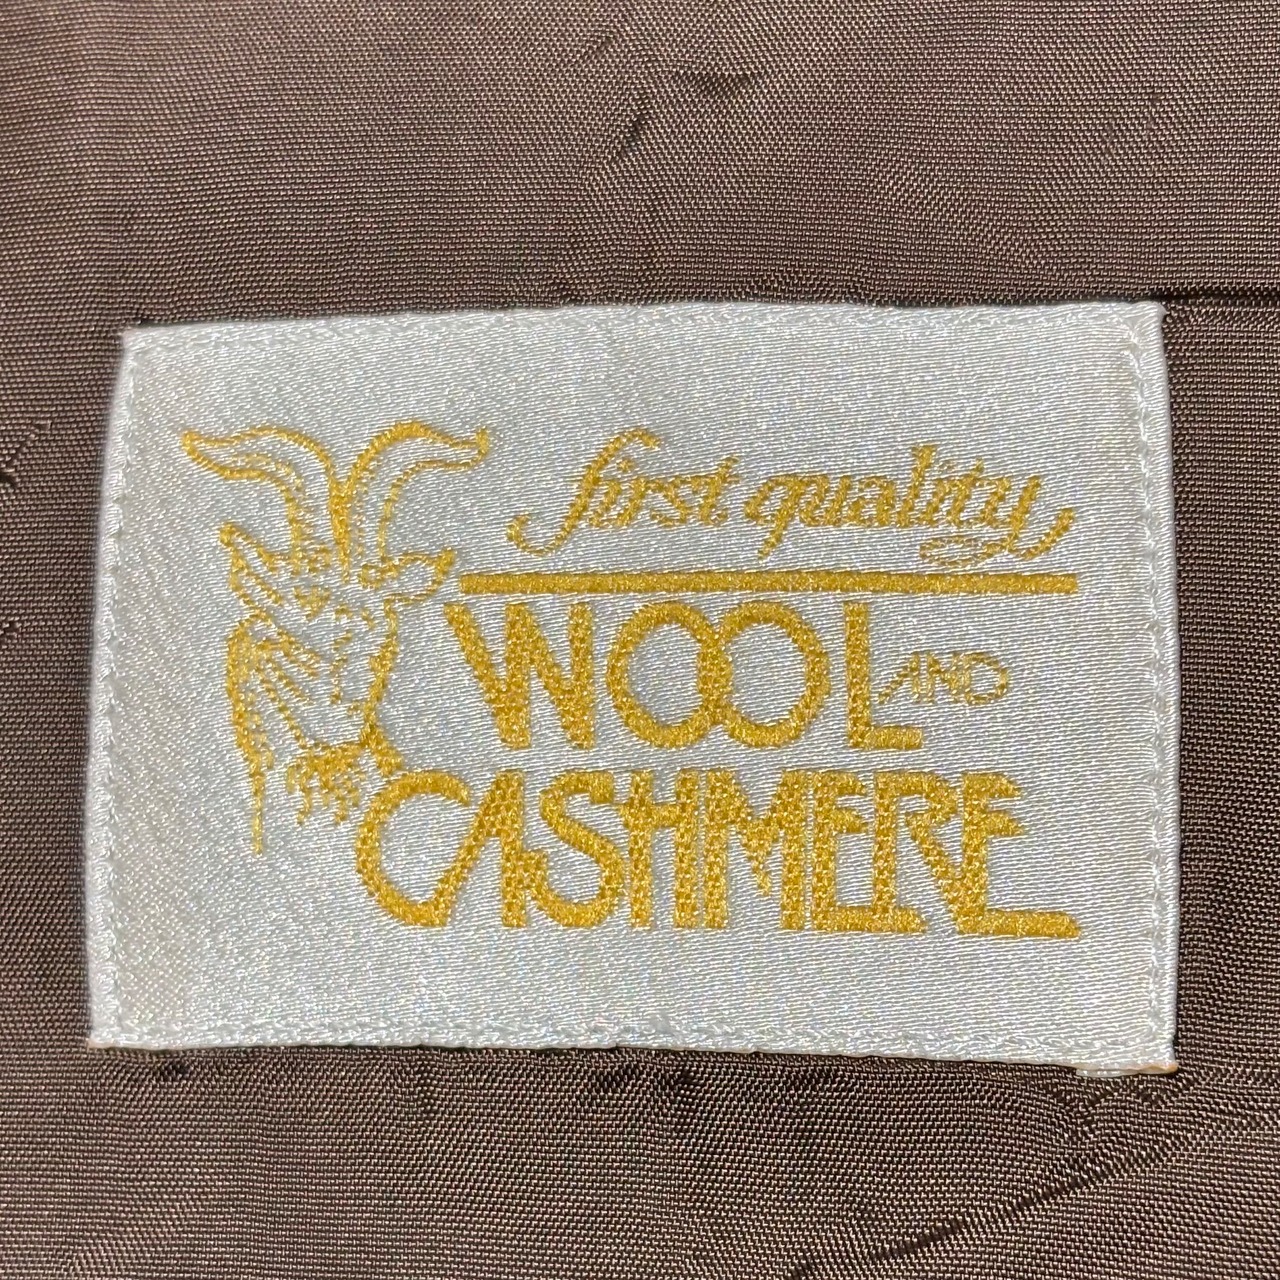 first quality
WOOL AND
CASHMERE